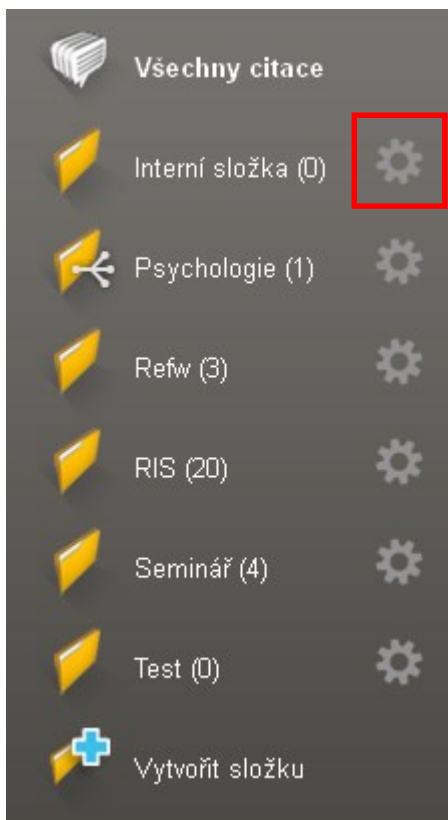 Všechny citace
Interní složka (0)
Psychologie (1)
Refw (3)
RIS (20)
Seminář (4)
Test (0)
Vytvořit složku